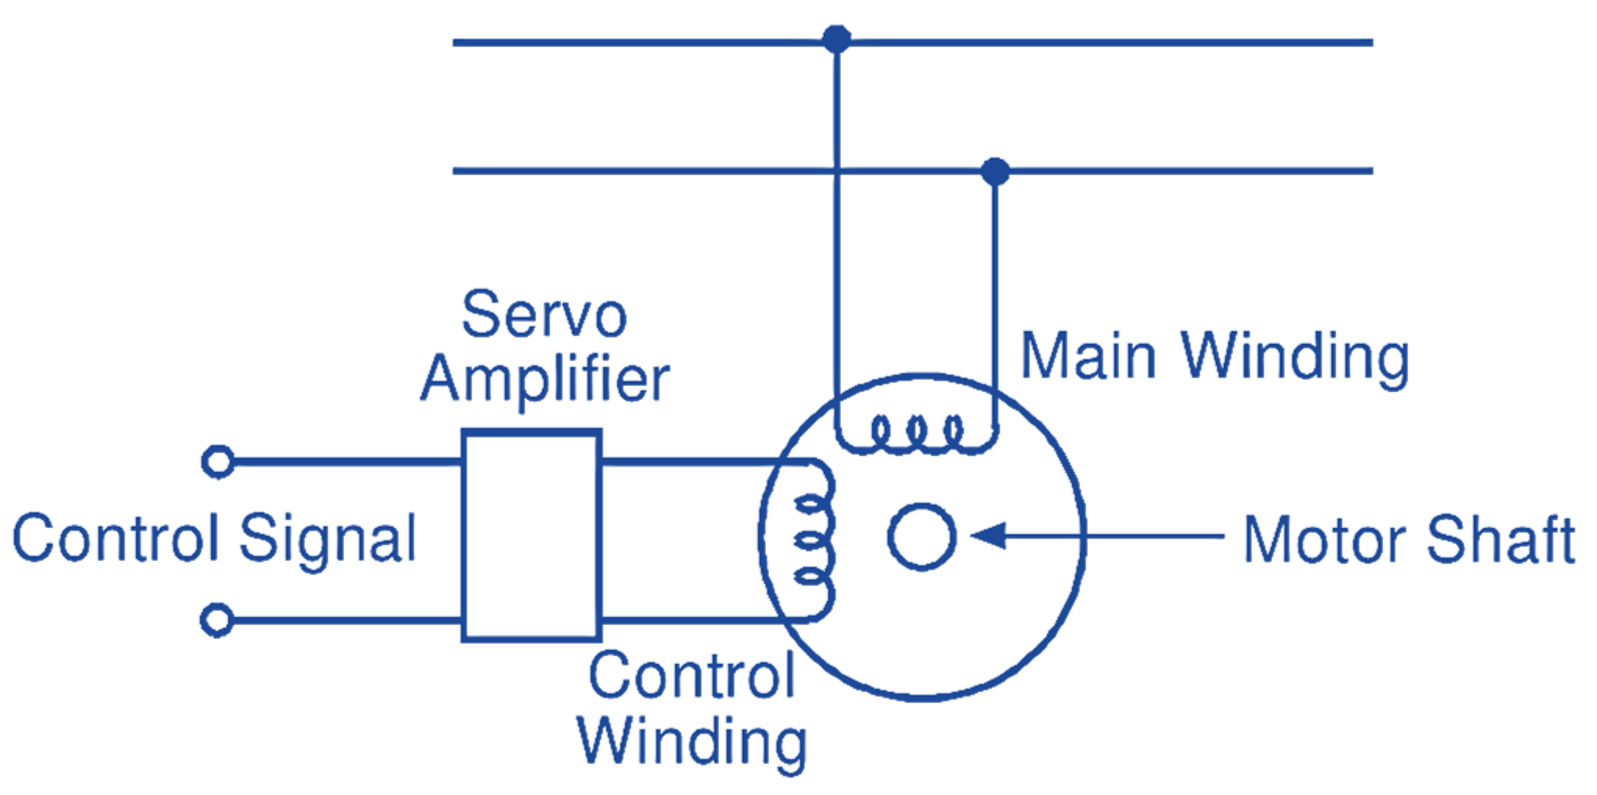 Servo
Amplifier
Main Winding
Control Signal
Motor Shaft
Control
Winding